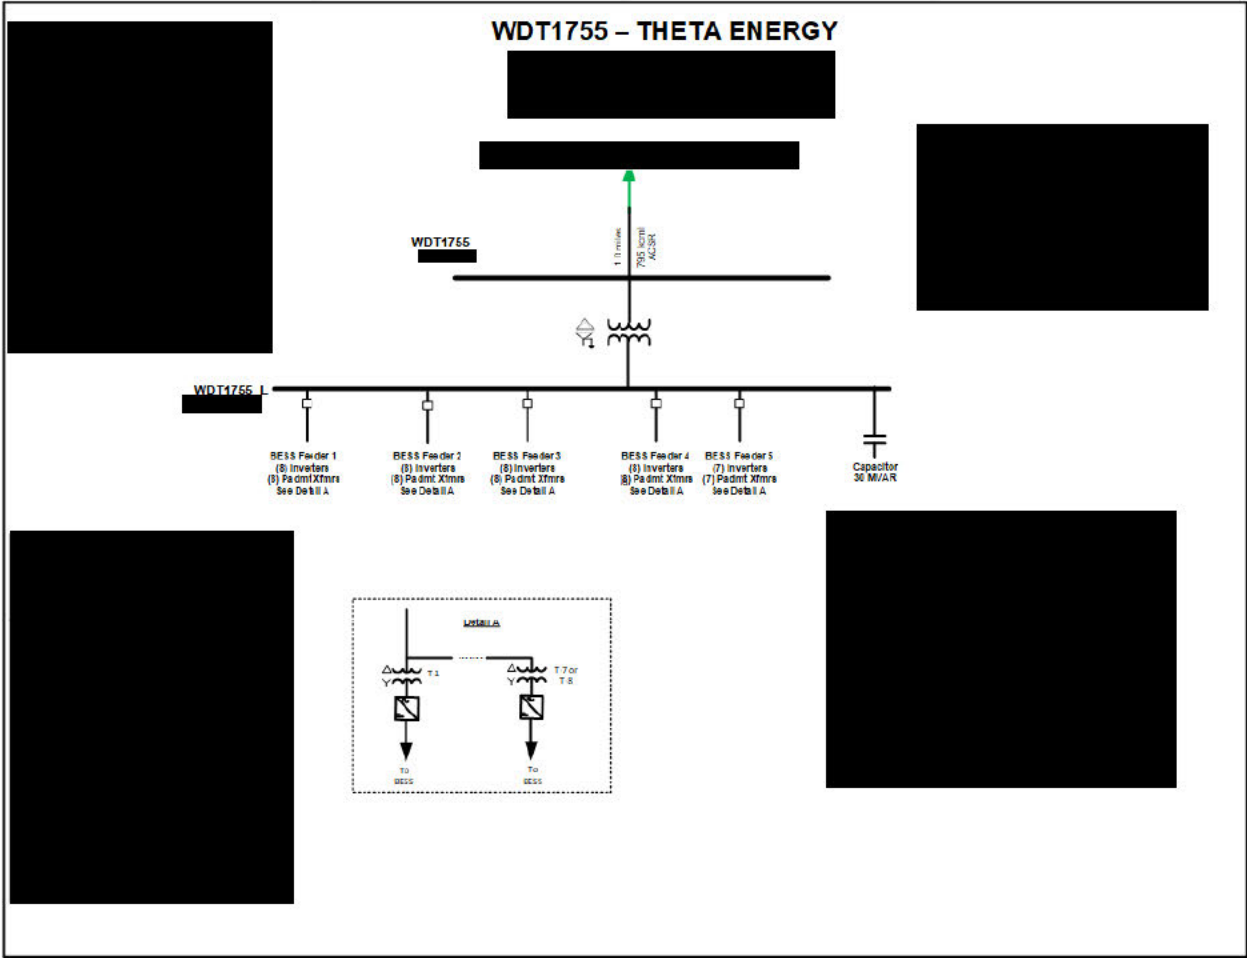 WDT1755 – THETA ENERGY
WDT1755
1.0 miles
795 kcmil
ACSR
WDT1755_L
BESS Feeder 1
(8) Inverters
(8) Padmt Xfmrs
See Detail A
BESS Feeder 2
(8) Inverters
(8) Padmt Xfmrs
See Detail A
BESS Feeder 3
(8) Inverters
(8) Padmt Xfmrs
See Detail A
BESS Feeder 4
(8) Inverters
(8) Padmt Xfmrs
See Detail A
BESS Feeder 5
(7) Inverters
(7) Padmt Xfmrs
See Detail A
Capacitor
30 MVAR
Detail A
T-1
T-7 or
T-8
To
BESS
To
BESS